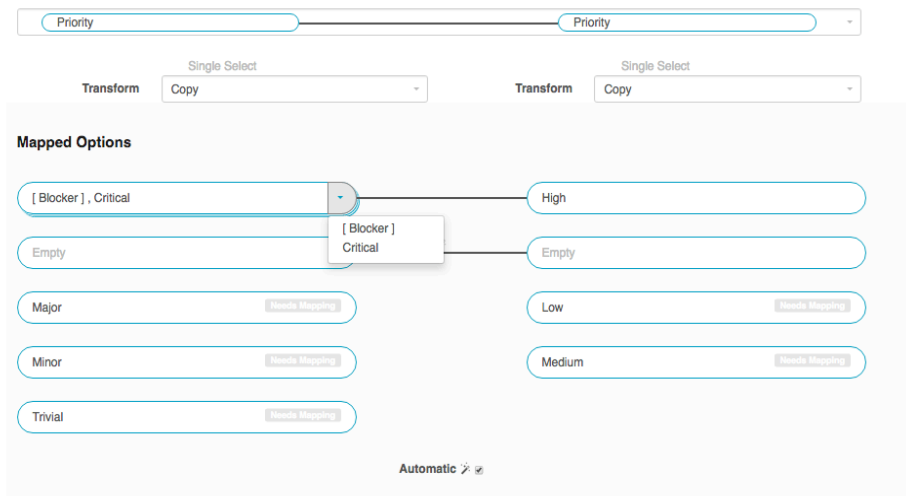 Priority Priority
Single Select Single Select
Transform Copy Transform Copy
Mapped Options
[ Blocker ] , Critical High
[ Blocker ]
Critical
Empty Empty
Major Needs Mapping Low Needs Mapping
Minor Needs Mapping Medium Needs Mapping
Trivial Needs Mapping
Automatic